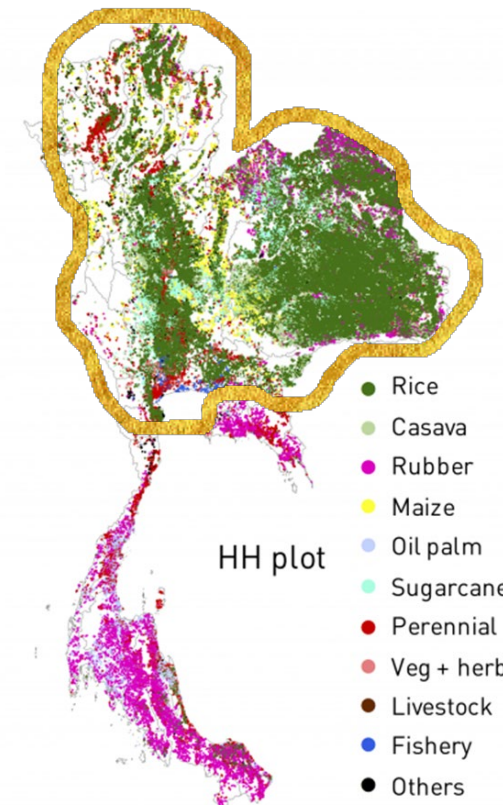 Rice
Casava
Rubber
Maize
Oil palm
HH plot
Sugarcane
Perennial
Veg + herb
Livestock
Fishery
Others